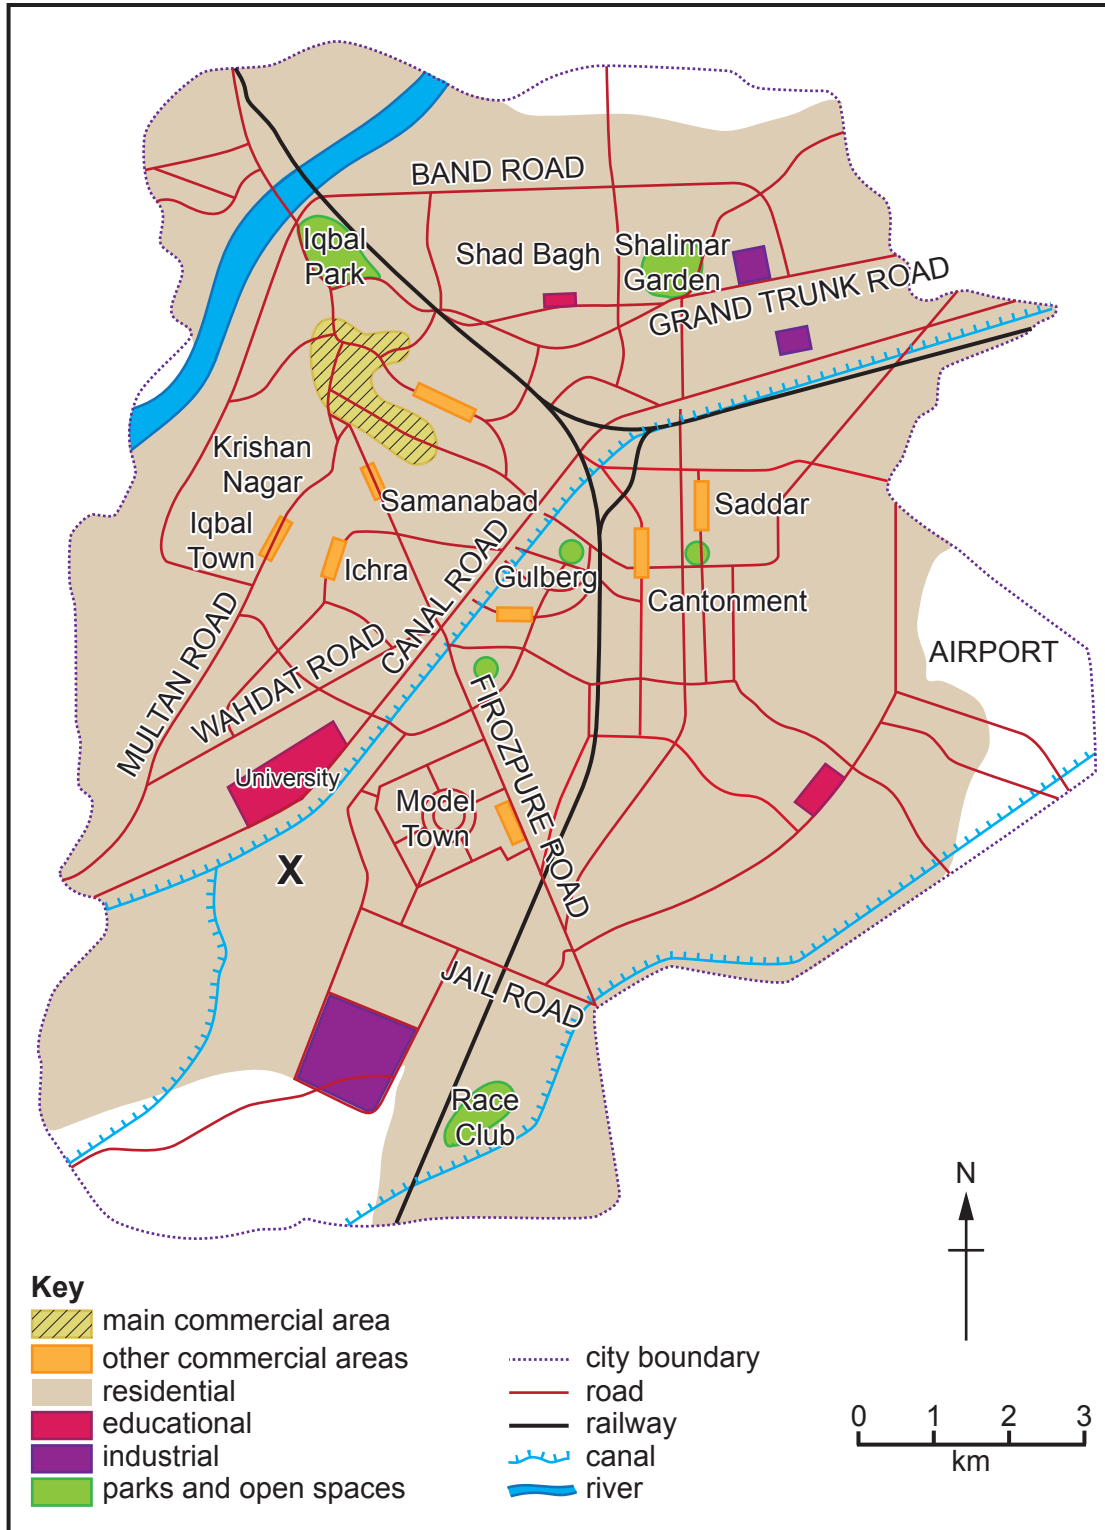 BAND ROAD
Iqbal
Park
Shad Bagh
Shalimar
Garden
GRAND TRUNK ROAD
Krishan
Nagar
Samanabad
Saddar
Iqbal
Town
Ichra
Gulberg
Cantonment
CANAL ROAD
AIRPORT
MULTAN ROAD
WAHDAT ROAD
FIROZPURE ROAD
University
Model
Town
X
JAIL ROAD
Race
Club
N
Key
main commercial area
other commercial areas
residential
educational
industrial
parks and open spaces
city boundary
road
railway
canal
river
0 1 2 3
km